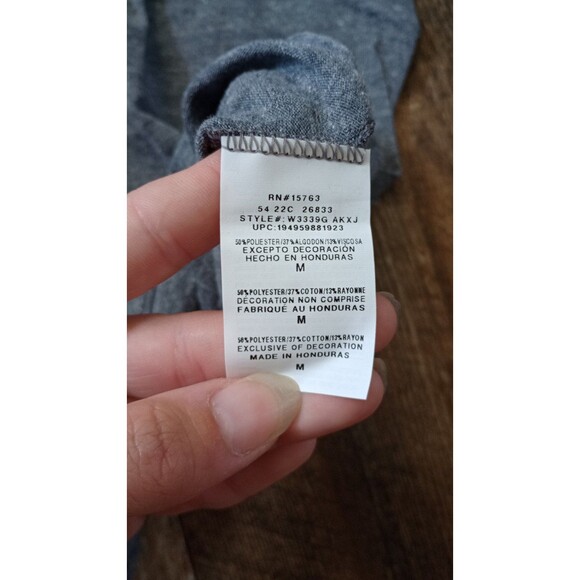 RN#15763
54 22C 26833
STYLE#: W3339G AKXJ
UPC:194959881923
50%POLIESTER/37%ALGODON/13%VISCOSA
EXCEPTO DECORACIÓN
HECHO EN HONDURAS
M
50%POLYESTER/37%COTON/13%RAYONNE
DÉCORATION NON COMPRISE
FABRIQUÉ AU HONDURAS
M
50%POLYESTER/37%COTTON/13%RAYON
EXCLUSIVE OF DECORATION
MADE IN HONDURAS
M